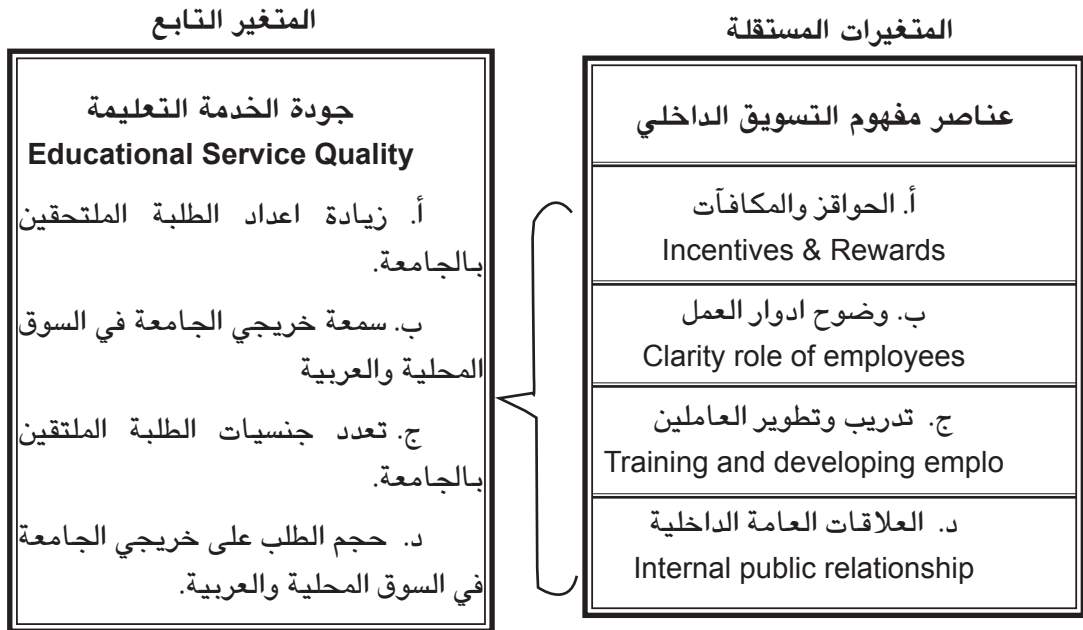 المتغيرات المستقلة
عناصر مفهوم التسويق الداخلي
أ. الحواقز والمكافآت
Incentives & Rewards
ب. وضوح ادوار العمل
Clarity role of employees
ج. تدريب وتطوير العاملين
Training and developing emplo
د. العلاقات العامة الداخلية
Internal public relationship
المتغير التابع
جودة الخدمة التعليمة
Educational Service Quality
أ. زيادة اعداد الطلبة الملتحقين
بالجامعة.
ب. سمعة خريجي الجامعة في السوق
المحلية والعربية
ج. تعدد جنسيات الطلبة الملتقين
بالجامعة.
د. حجم الطلب على خريجي الجامعة
في السوق المحلية والعربية.